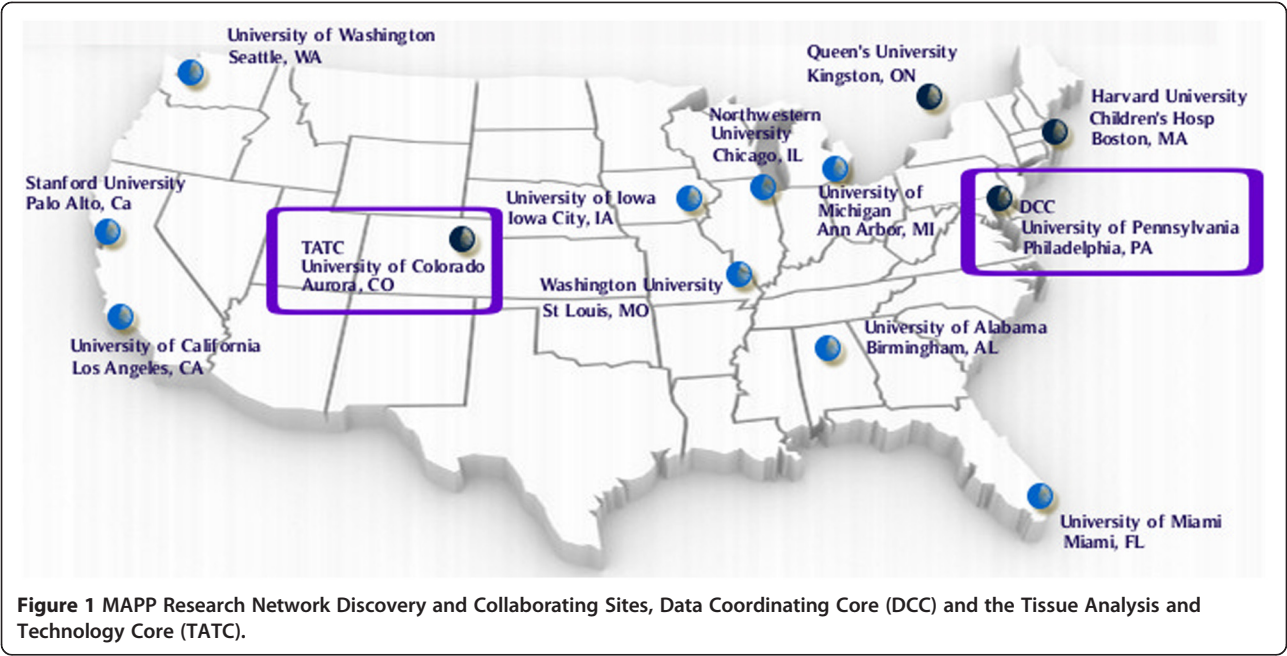 University of Washington
Seattle, WA
Queen's University
Kingston, ON
Harvard University
Children's Hosp
Boston, MA
Northwestern
University
Chicago, IL
Stanford University
Palo Alto, Ca
University of Iowa
Iowa City, IA
University of
Michigan
Ann Arbor, MI
DCC
University of Pennsylvania
Philadelphia, PA
TATC
University of Colorado
Aurora, CO
Washington University
St Louis, MO
University of Alabama
Birmingham, AL
University of California
Los Angeles, CA
University of Miami
Miami, FL
Figure 1 MAPP Research Network Discovery and Collaborating Sites, Data Coordinating Core (DCC) and the Tissue Analysis and
Technology Core (TATC).